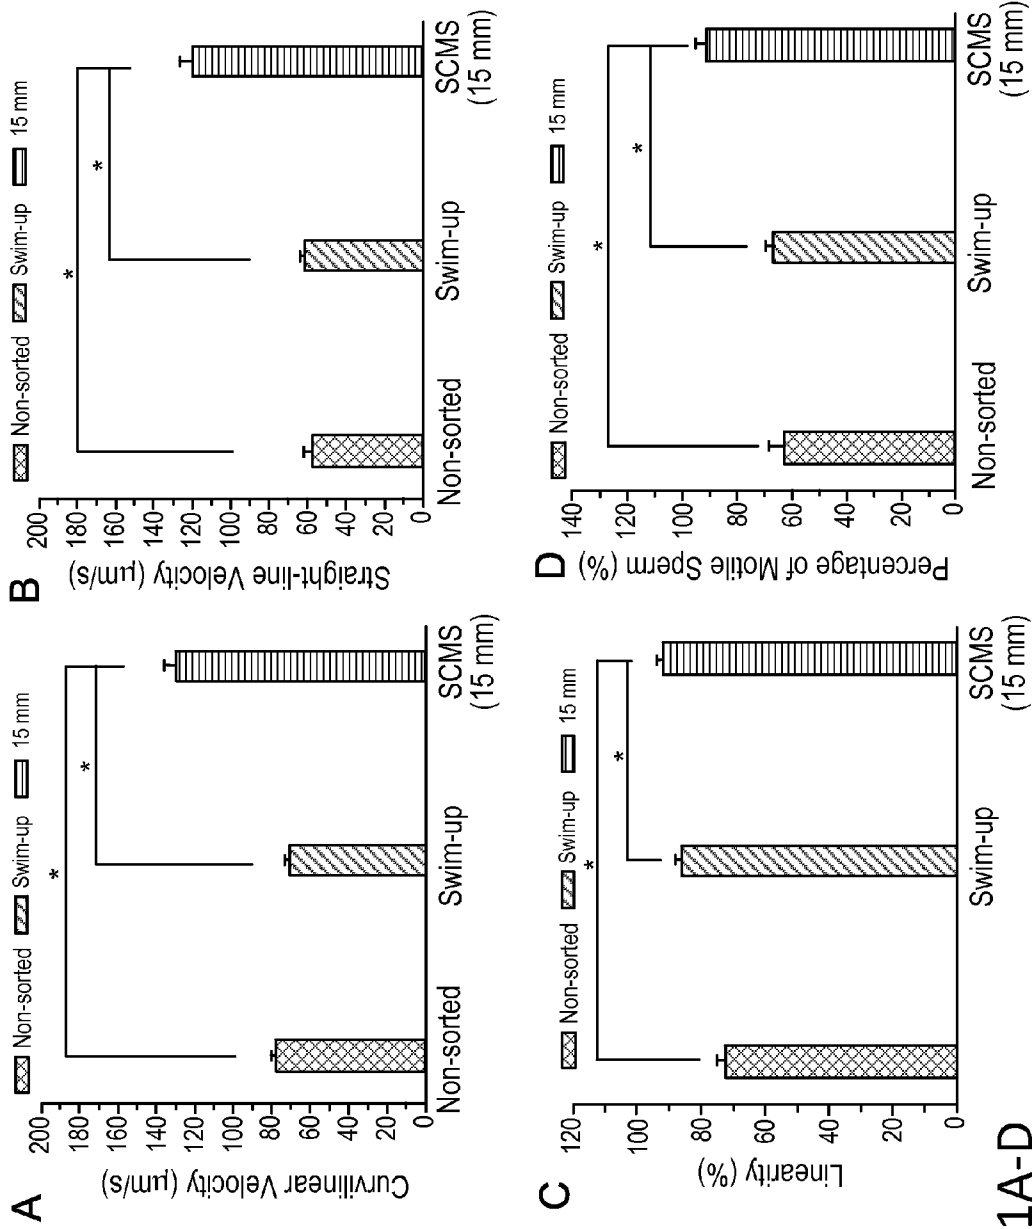 A
Non-sorted Swim-up 15 mm
Curvilinear Velocity (μm/s)
200
180
160
140
120
100
80
60
40
20
0
*
*
Non-sorted
Swim-up
SCMS
(15 mm)
B
Non-sorted Swim-up 15 mm
Straight-line Velocity (μm/s)
200
180
160
140
120
100
80
60
40
20
0
*
*
Non-sorted
Swim-up
SCMS
(15 mm)
C
Non-sorted Swim-up 15 mm
Linearity (%)
120
100
80
60
40
20
0
*
*
Swim-up
SCMS
(15 mm)
D
Non-sorted Swim-up 15 mm
Percentage of Motile Sperm (%)
140
120
100
80
60
40
20
0
*
*
Non-sorted
Swim-up
SCMS
(15 mm)
1A-D